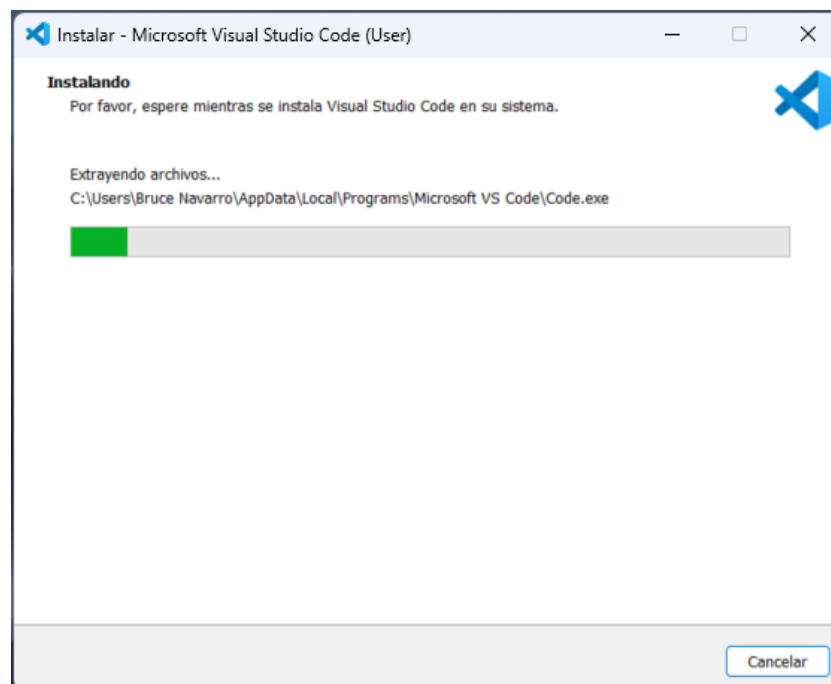 Instalar - Microsoft Visual Studio Code (User)
Instalando
Por favor, espere mientras se instala Visual Studio Code en su sistema.
Extrayendo archivos...
C:\Users\Bruce Navarro\AppData\Local\Programs\Microsoft VS Code\Code.exe
Cancelar